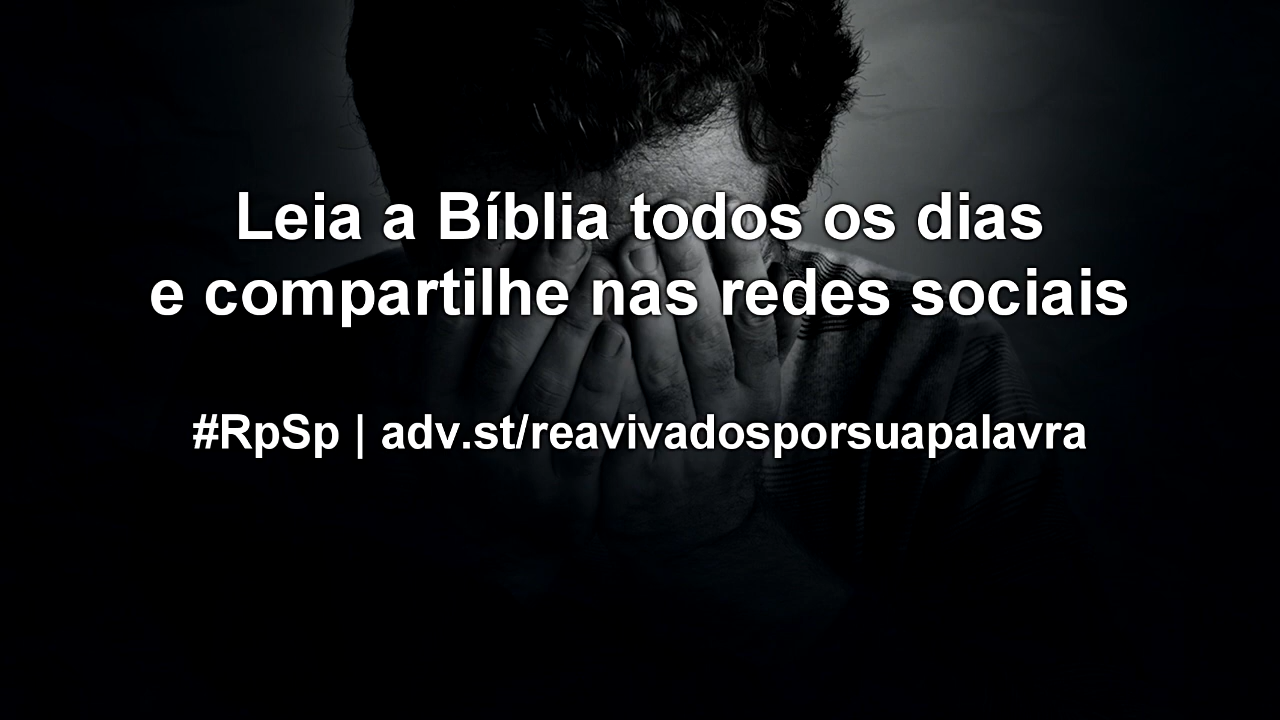 Leia a Bíblia todos os dias
e compartilhe nas redes sociais
#RpSp | adv.st/reavivadosporsuapalavra